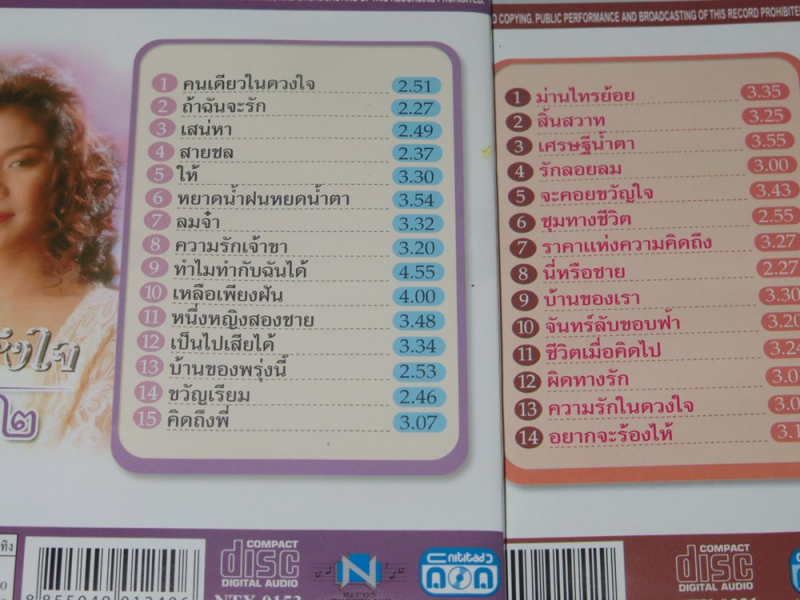 COPYING. PUBLIC PERFORMANCE AND BROADCASTING OF THIS RECORD PROHIBITED
1 คนเดียวในดวงใจ 2.51
2 ถ้าฉันจะรัก 2.27
3 เสน่หา 2.49
4 สายชล 2.37
5 ให้ 3.30
6 หยาดน้ำฝนหยดน้ำตา 3.54
7 ลมจ๋า 3.32
8 ความรักเจ้าขา 3.20
9 ทำไมทำกับฉันได้ 4.55
10 เหลือเพียงฝัน 4.00
11 หนึ่งหญิงสองชาย 3.48
12 เป็นไปเสียได้ 3.34
13 บ้านของพรุ่งนี้ 2.53
14 ขวัญเรียม 2.46
15 คิดถึงพี่ 3.07
๒
COMPACT
disc
DIGITAL AUDIO
N
1 ม่านไทรย้อย 3.35
2 สิ้นสวาท 3.25
3 เศรษฐีน้ำตา 3.55
4 รักลอยลม 3.00
5 จะคอยขวัญใจ 3.43
6 ชุมทางชีวิต 2.55
7 ราคาแห่งความคิดถึง 3.27
8 นี่หรือชาย 2.27
9 บ้านของเรา 3.30
10 จันทร์ลับขอบฟ้า 3.20
11 ชีวิตเมื่อคิดไป 3.24
12 ผิดทางรัก
13 ความรักในดวงใจ
14 อยากจะร้องไห้
COMPACT
disc
DIGITAL AUDIO